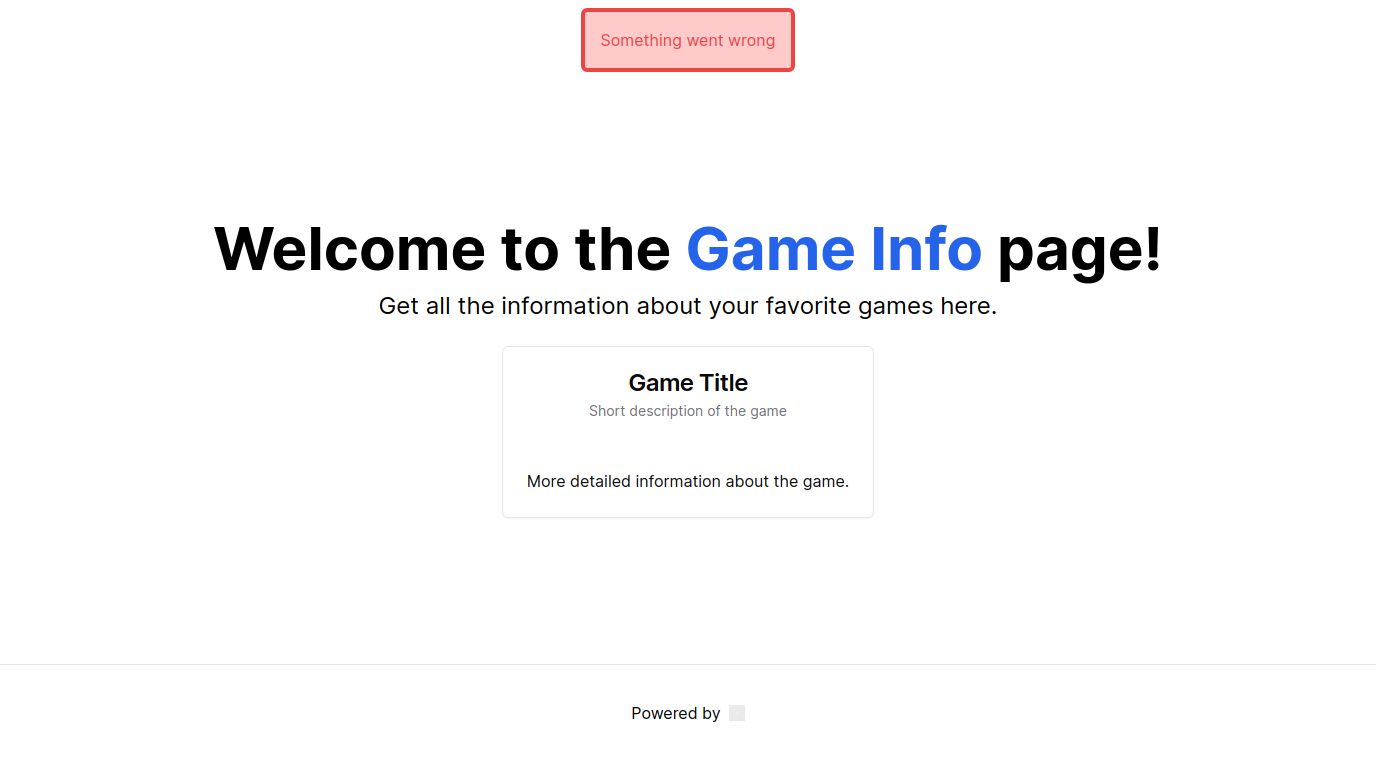 Something went wrong
Welcome to the Game Info page!
Get all the information about your favorite games here.
Game Title
Short description of the game
More detailed information about the game.
Powered by